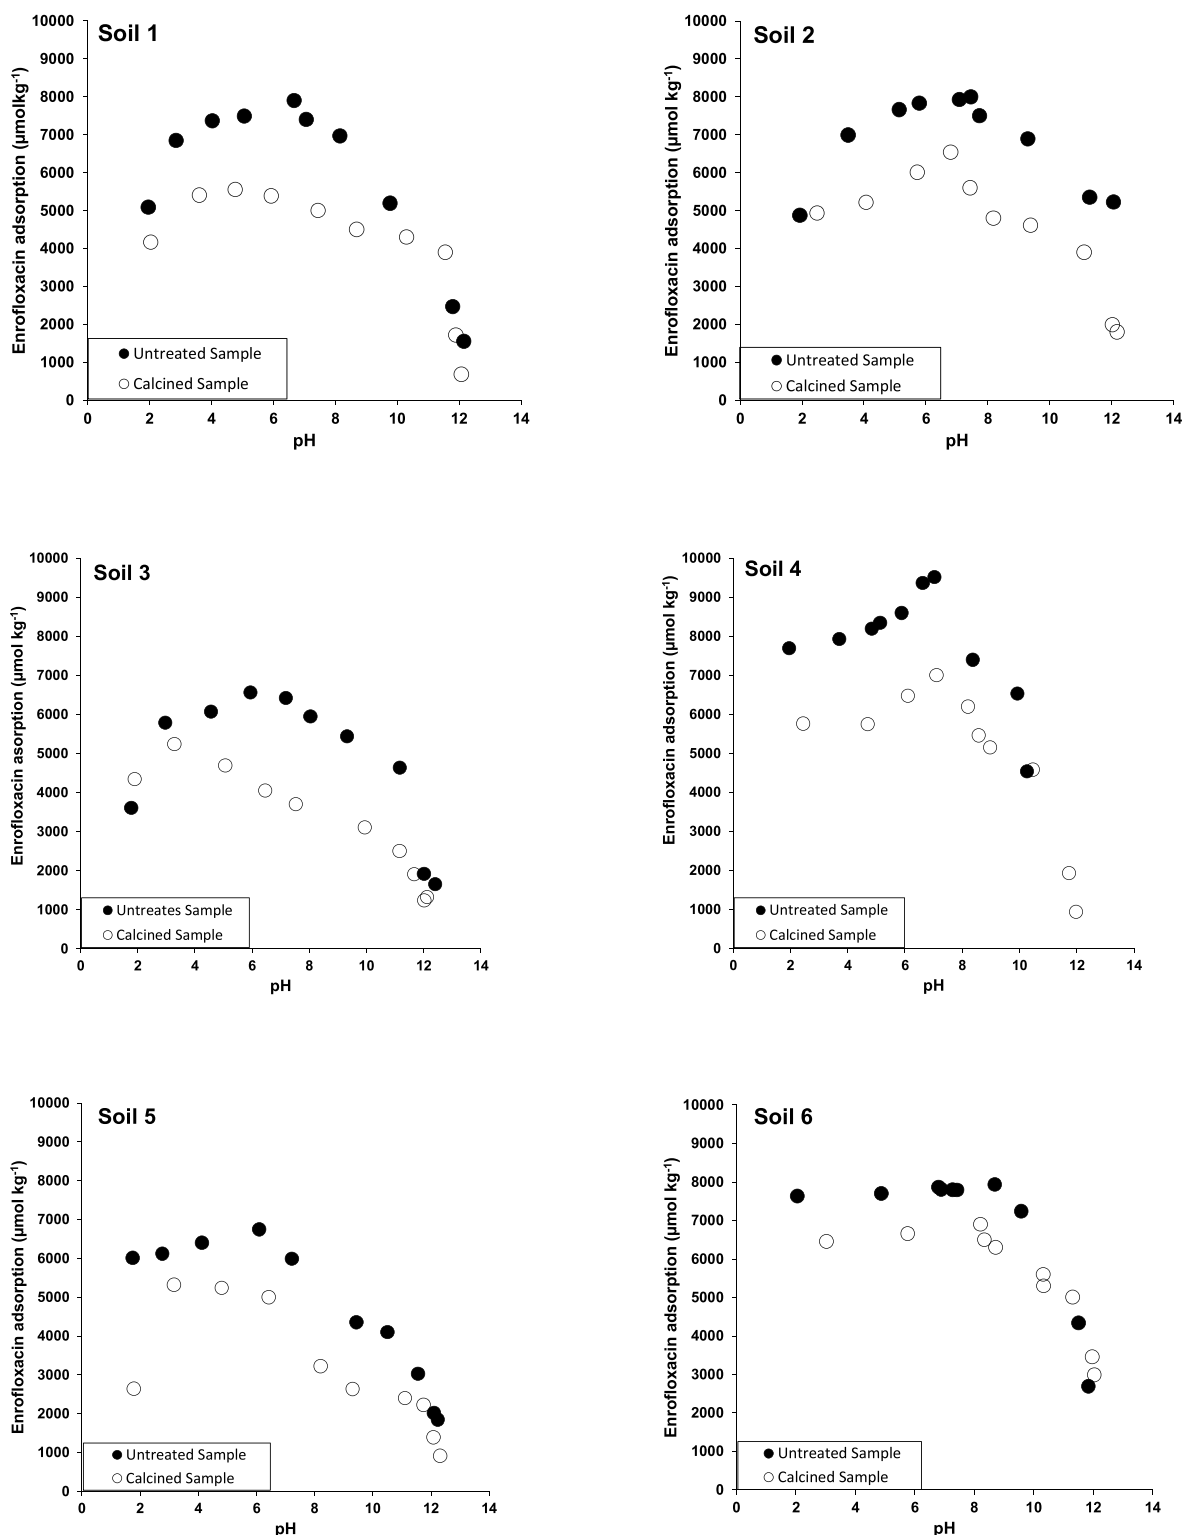 Soil 1
Enrofloxacin adsorption (µmolkg-1)
10000
9000
8000
7000
6000
5000
4000
3000
2000
1000
0
Untreated Sample
Calcined Sample
0 2 4 6 8 10 12 14
pH
Soil 2
Enrofloxacin adsorption (µmol kg-1)
10000
9000
8000
7000
6000
5000
4000
3000
2000
1000
0
Untreated Sample
Calcined Sample
0 2 4 6 8 10 12 14
pH
Soil 3
Enrofloxacin asorption (µmol kg-1)
10000
9000
8000
7000
6000
5000
4000
3000
2000
1000
0
Untreates Sample
Calcined Sample
0 2 4 6 8 10 12 14
pH
Soil 4
Enrofloxacin adsorption (µmol kg-1)
10000
9000
8000
7000
6000
5000
4000
3000
2000
1000
0
Untreated Sample
Calcined Sample
0 2 4 6 8 10 12 14
pH
Soil 5
Enrofloxacin adsorption (µmol kg-1)
10000
9000
8000
7000
6000
5000
4000
3000
2000
1000
0
Untreated Sample
Calcined Sample
0 2 4 6 8 10 12 14
pH
Soil 6
Enrofloxacin adsorption (µmol kg-1)
10000
9000
8000
7000
6000
5000
4000
3000
2000
1000
0
Untreated Sample
Calcined Sample
0 2 4 6 8 10 12 14
pH